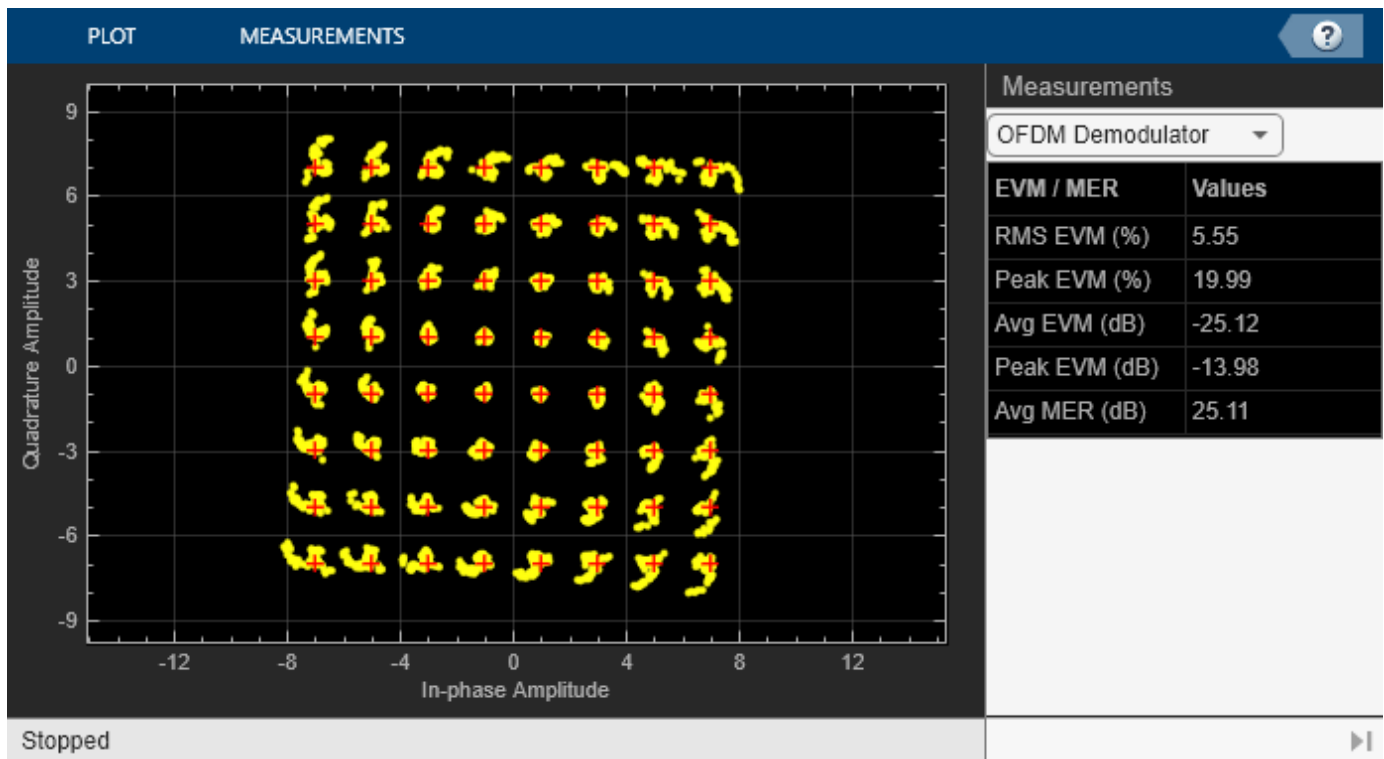 PLOT MEASUREMENTS ?
Measurements
OFDM Demodulator
EVM / MER Values
RMS EVM (%) 5.55
Peak EVM (%) 19.99
Avg EVM (dB) -25.12
Peak EVM (dB) -13.98
Avg MER (dB) 25.11
9
6
3
0
-3
-6
-9
Quadrature Amplitude
-12 -8 -4 0 4 8 12
In-phase Amplitude
Stopped